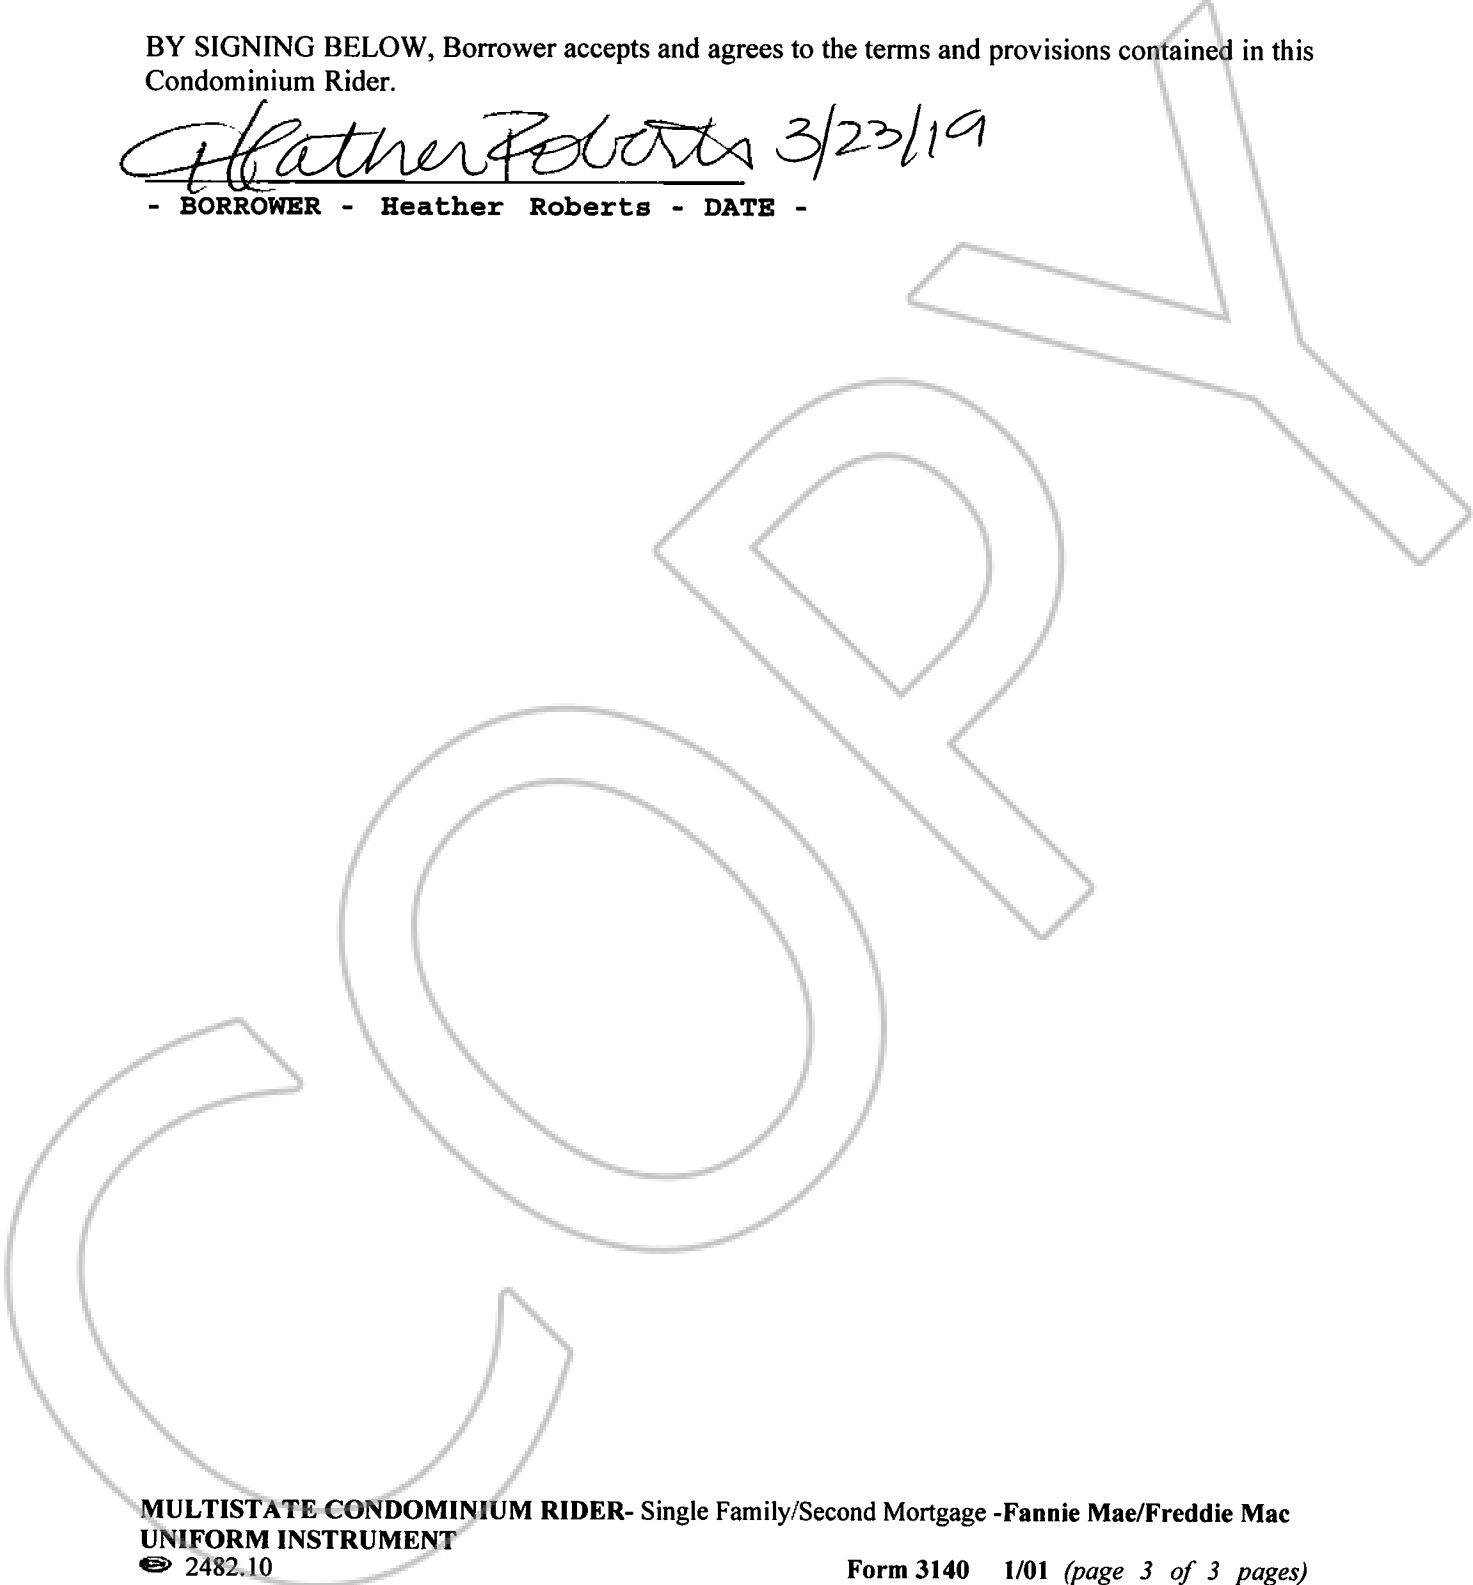 BY SIGNING BELOW, Borrower accepts and agrees to the terms and provisions contained in this
Condominium Rider.
Heather Roberts 3/23/19
- BORROWER - Heather Roberts - DATE -
COPY
MULTISTATE CONDOMINIUM RIDER- Single Family/Second Mortgage -Fannie Mae/Freddie Mac
UNIFORM INSTRUMENT
2482.10 Form 3140 1/01 (page 3 of 3 pages)